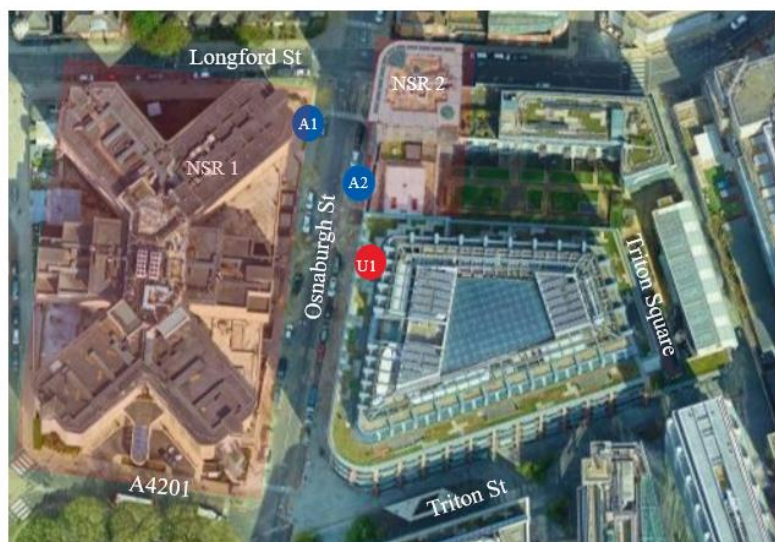 Longford St
NSR 2
A1
NSR 1
A2
Osnaburgh St
U1
Triton Square
A4201
Triton St